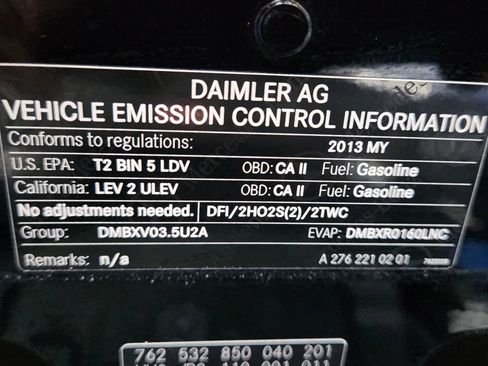 DAIMLER AG
VEHICLE EMISSION CONTROL INFORMATION
Conforms to regulations: 2013 MY
U.S. EPA: T2 BIN 5 LDV OBD: CA II Fuel: Gasoline
California: LEV 2 ULEV OBD: CA II Fuel: Gasoline
No adjustments needed. DFI/2HO2S(2)/2TWC
Group: DMBXV03.5U2A EVAP: DMBXR0160LNC
Remarks: n/a A 276 221 02 01
762 532 850 040 201